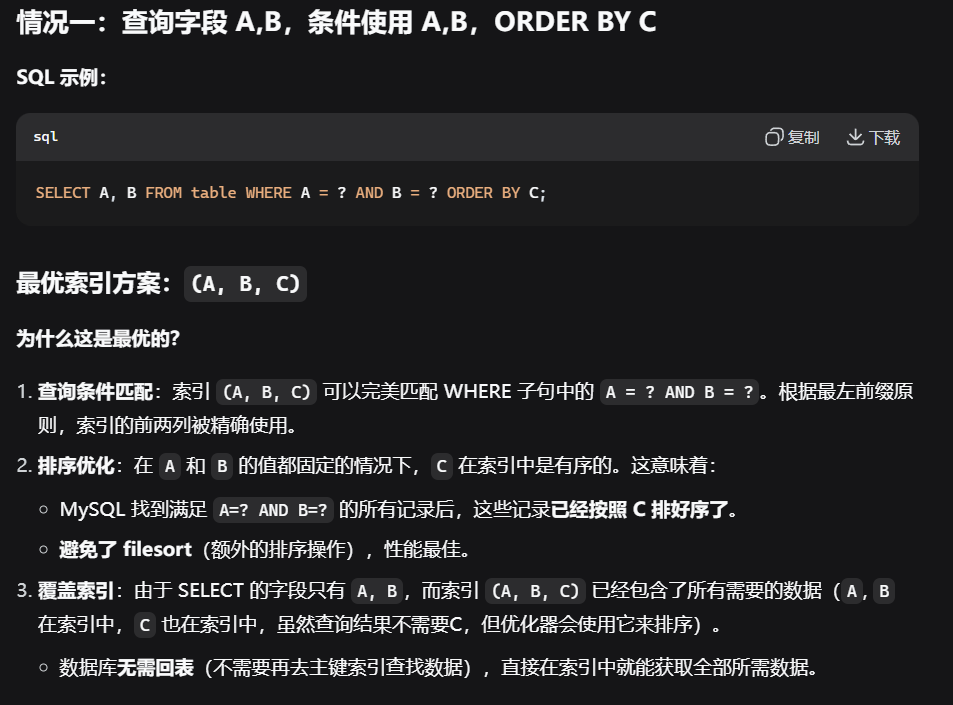 情况一：查询字段 A,B，条件使用 A,B，ORDER BY C
SQL 示例：
sql
复制
下载
SELECT A, B FROM table WHERE A = ? AND B = ? ORDER BY C;
最优索引方案： (A, B, C)
为什么这是最优的？
1. 查询条件匹配：索引 (A, B, C) 可以完美匹配 WHERE 子句中的 A = ? AND B = ? 。根据最左前缀原
则，索引的前两列被精确使用。
2. 排序优化：在 A 和 B 的值都固定的情况下， C 在索引中是有序的。这意味着：
○ MySQL 找到满足 A=? AND B=? 的所有记录后，这些记录已经按照 C 排好序了。
○ 避免了 filesort（额外的排序操作），性能最佳。
3. 覆盖索引：由于 SELECT 的字段只有 A, B ，而索引 (A, B, C) 已经包含了所有需要的数据（ A , B
在索引中， C 也在索引中，虽然查询结果不需要C，但优化器会使用它来排序）。
○ 数据库无需回表（不需要再去主键索引查找数据），直接在索引中就能获取全部所需数据。